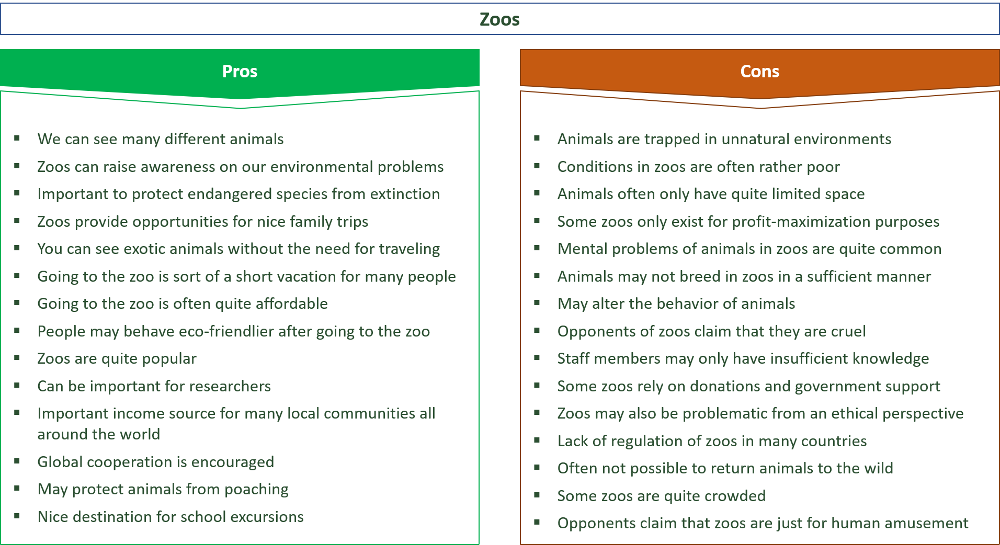 Zoos
Pros
▪ We can see many different animals
▪ Zoos can raise awareness on our environmental problems
▪ Important to protect endangered species from extinction
▪ Zoos provide opportunities for nice family trips
▪ You can see exotic animals without the need for traveling
▪ Going to the zoo is sort of a short vacation for many people
▪ Going to the zoo is often quite affordable
▪ People may behave eco-friendlier after going to the zoo
▪ Zoos are quite popular
▪ Can be important for researchers
▪ Important income source for many local communities all
around the world
▪ Global cooperation is encouraged
▪ May protect animals from poaching
▪ Nice destination for school excursions
Cons
▪ Animals are trapped in unnatural environments
▪ Conditions in zoos are often rather poor
▪ Animals often only have quite limited space
▪ Some zoos only exist for profit-maximization purposes
▪ Mental problems of animals in zoos are quite common
▪ Animals may not breed in zoos in a sufficient manner
▪ May alter the behavior of animals
▪ Opponents of zoos claim that they are cruel
▪ Staff members may only have insufficient knowledge
▪ Some zoos rely on donations and government support
▪ Zoos may also be problematic from an ethical perspective
▪ Lack of regulation of zoos in many countries
▪ Often not possible to return animals to the wild
▪ Some zoos are quite crowded
▪ Opponents claim that zoos are just for human amusement